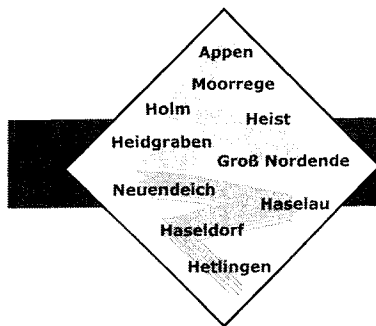 Appen
Moorrege
Holm
Heist
Heidgraben
Groß Nordende
Neuendeich
Haselau
Haseldorf
Hetlingen